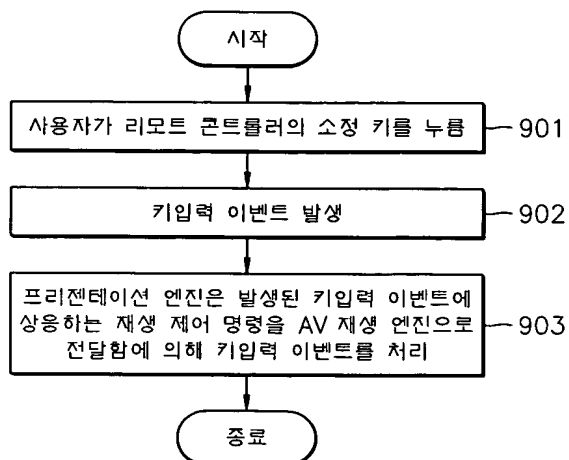 시작
사용자가 리모트 콘트롤러의 소정 키를 누름
901
키입력 이벤트 발생
902
프리젠테이션 엔진은 발생된 키입력 이벤트에
상응하는 재생 제어 명령을 AV 재생 엔진으로
전달함에 의해 키입력 이벤트를 처리
903
종료